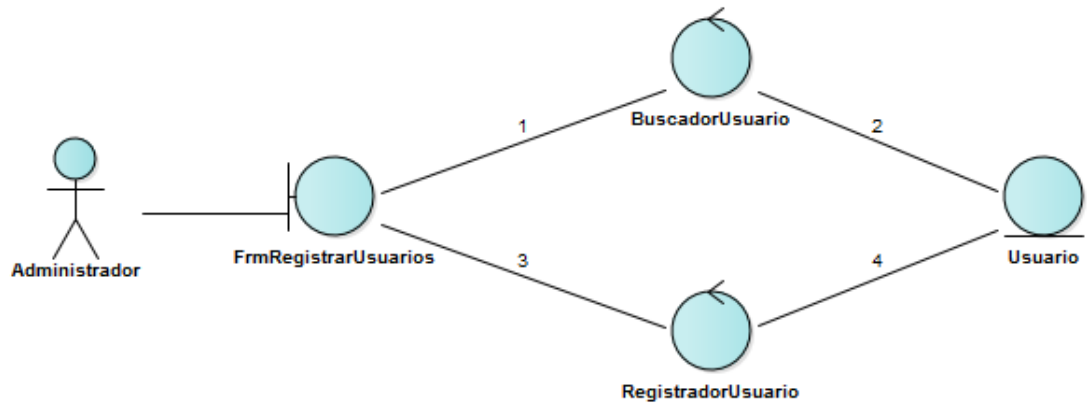 BuscadorUsuario
1
2
Administrador
FrmRegistrarUsuarios
Usuario
3
4
RegistradorUsuario